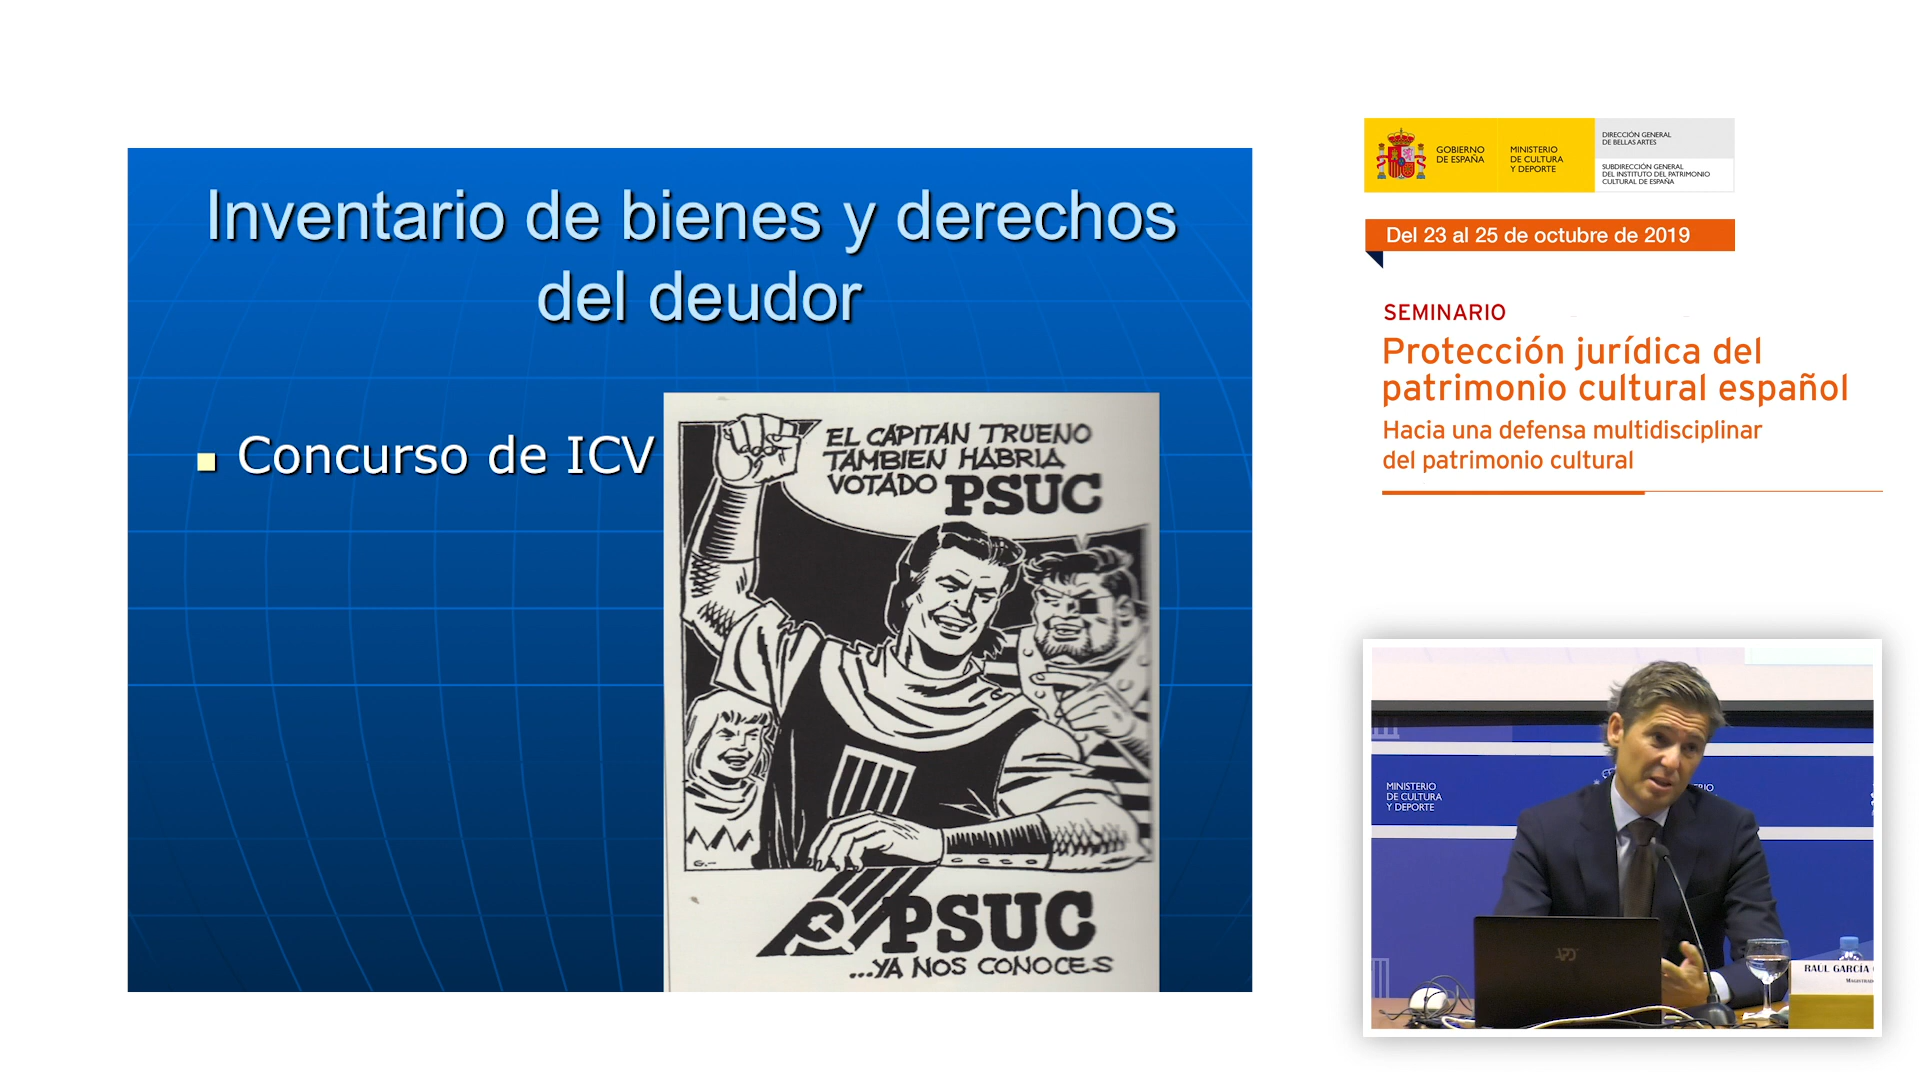 Inventario de bienes y derechos
del deudor
Concurso de ICV
EL CAPITAN TRUENO
TAMBIEN HABRIA
VOTADO PSUC
G.-
PSUC
...YA NOS CONOCES
GOBIERNO
DE ESPAÑA
MINISTERIO
DE CULTURA
Y DEPORTE
DIRECCIÓN GENERAL
DE BELLAS ARTES
SUBDIRECCIÓN GENERAL
DEL INSTITUTO DEL PATRIMONIO
CULTURAL DE ESPAÑA
Del 23 al 25 de octubre de 2019
SEMINARIO
Protección jurídica del
patrimonio cultural español
Hacia una defensa multidisciplinar
del patrimonio cultural
MINISTERIO
DE CULTURA
Y DEPORTE
RAUL GARCIA